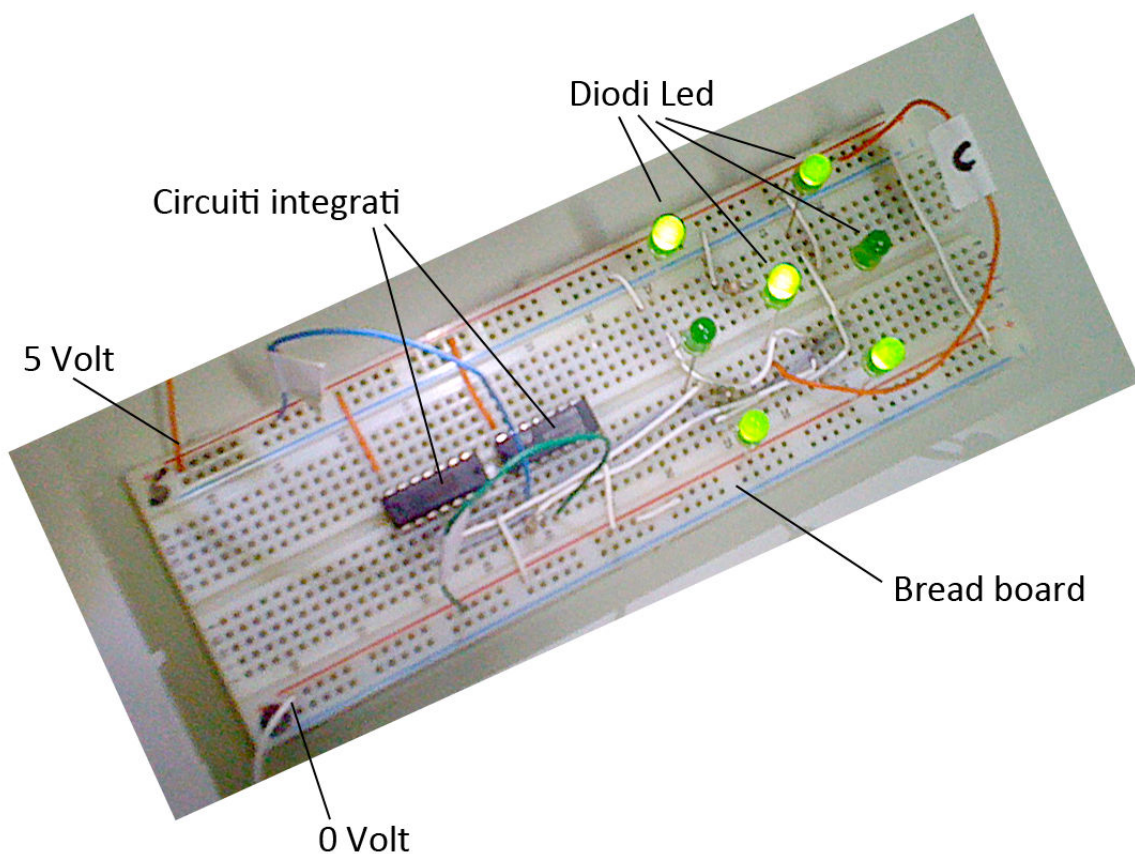 Diodi Led
Circuiti integrati
5 Volt
Bread board
0 Volt
C